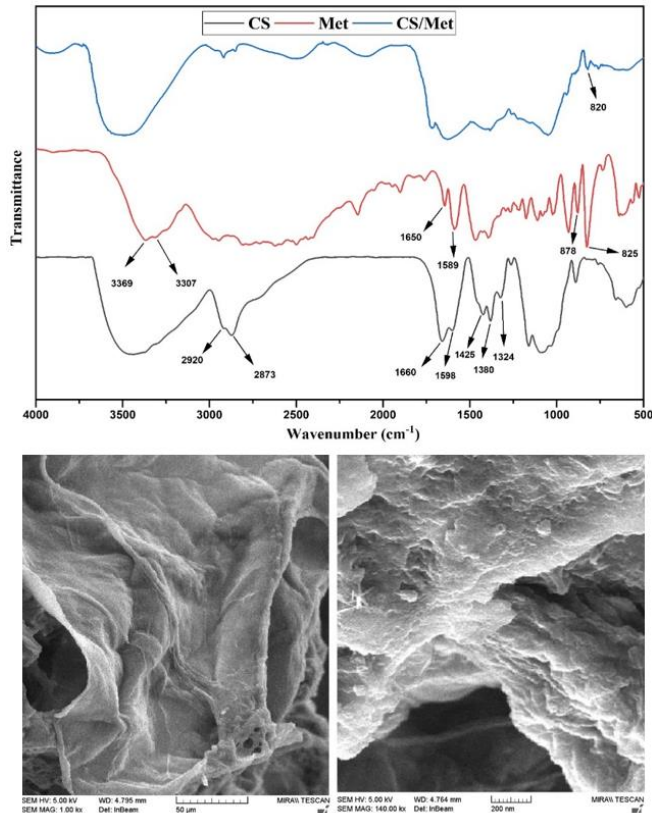 CS Met CS/Met
Transmittance
820
1650
1589
878
825
3369
3307
2920
2873
1660
1598
1425
1380
1324
4000 3500 3000 2500 2000 1500 1000 500
Wavenumber (cm⁻¹)
SEM HV: 5.00 kV WD: 4.795 mm MIRA\\ TESCAN
SEM MAG: 1.00 kx Det: InBeam 50 µm
SEM HV: 5.00 kV WD: 4.764 mm MIRA\\ TESCAN
SEM MAG: 140.00 kx Det: InBeam 200 nm